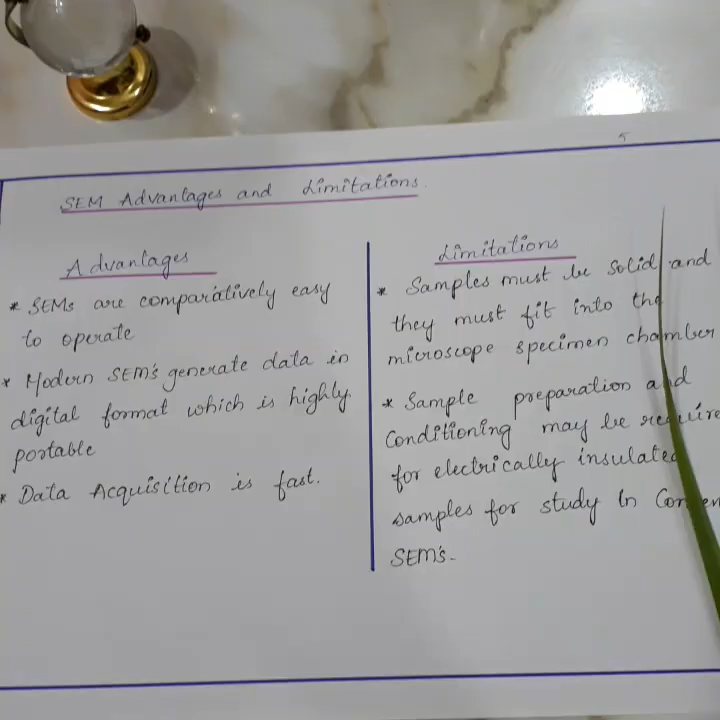 SEM Advantages and Limitations.
Advantages
* SEMs are comparatively easy
to operate
* Modern SEM's generate data in
digital format which is highly
portable
* Data Acquisition is fast.
Limitations
* Samples must be solid and
they must fit into the
microscope specimen chamber
* Sample preparation and
Conditioning may be require
for electrically insulated
samples for study in
SEM's-